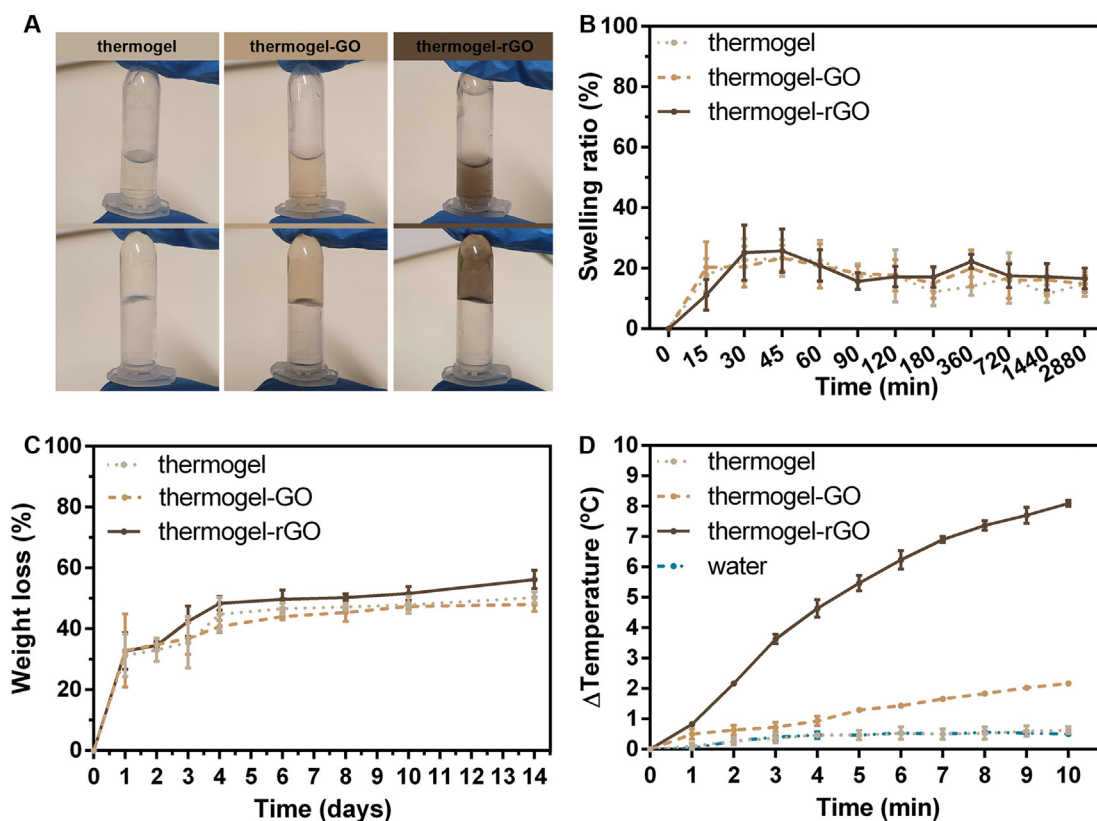 A
thermogel
thermogel-GO
thermogel-rGO
B
Swelling ratio (%)
100
80
60
40
20
0
thermogel
thermogel-GO
thermogel-rGO
0
15
30
45
60
90
120
180
360
720
1440
2880
Time (min)
C
Weight loss (%)
100
80
60
40
20
0
thermogel
thermogel-GO
thermogel-rGO
0 1 2 3 4 5 6 7 8 9 10 11 12 13 14
Time (days)
D
ΔTemperature (ºC)
10
9
8
7
6
5
4
3
2
1
0
thermogel
thermogel-GO
thermogel-rGO
water
0 1 2 3 4 5 6 7 8 9 10
Time (min)